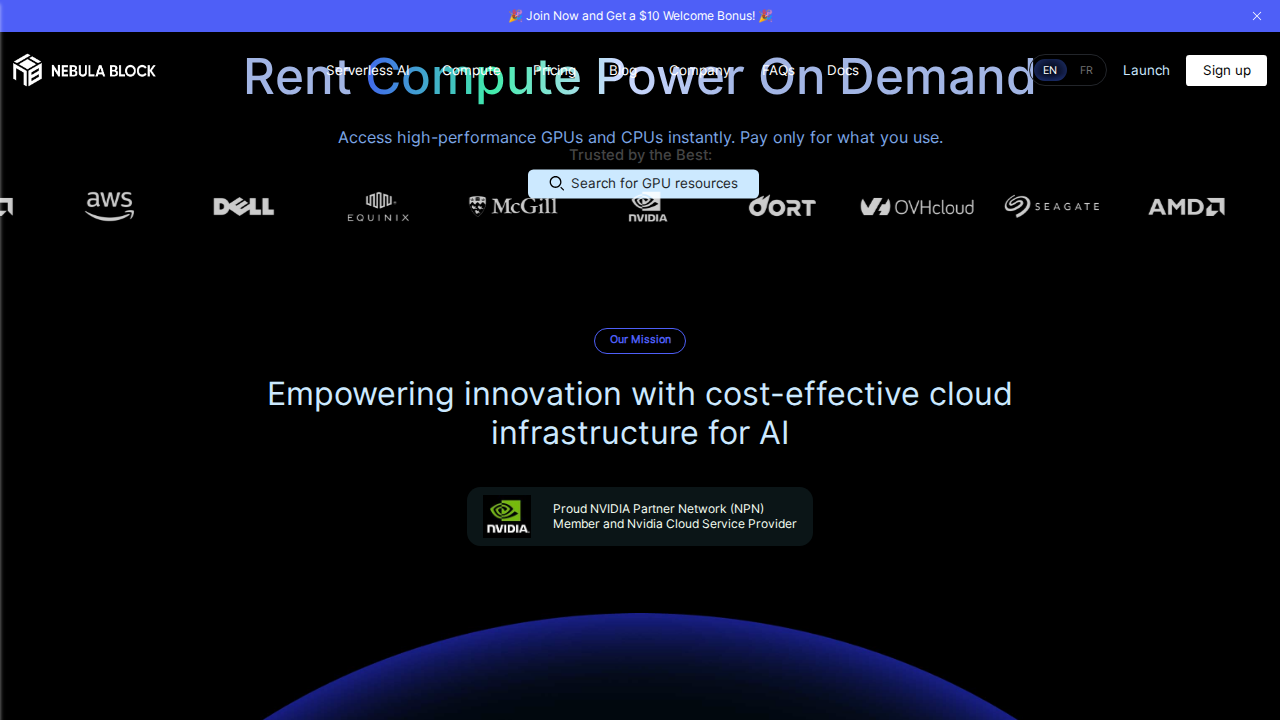 🎉 Join Now and Get a $10 Welcome Bonus! 🎉
NEBULA BLOCK
Serverless AI
Compute
Pricing
Blog
Company
FAQs
Docs
EN
FR
Launch
Sign up
Rent Compute Power On Demand
Access high-performance GPUs and CPUs instantly. Pay only for what you use.
Trusted by the Best:
Search for GPU resources
aws
DELL
EQUINIX
McGill
NVIDIA
OORT
OVHcloud
SEAGATE
AMD
Our Mission
Empowering innovation with cost-effective cloud
infrastructure for AI
NVIDIA.
Proud NVIDIA Partner Network (NPN)
Member and Nvidia Cloud Service Provider